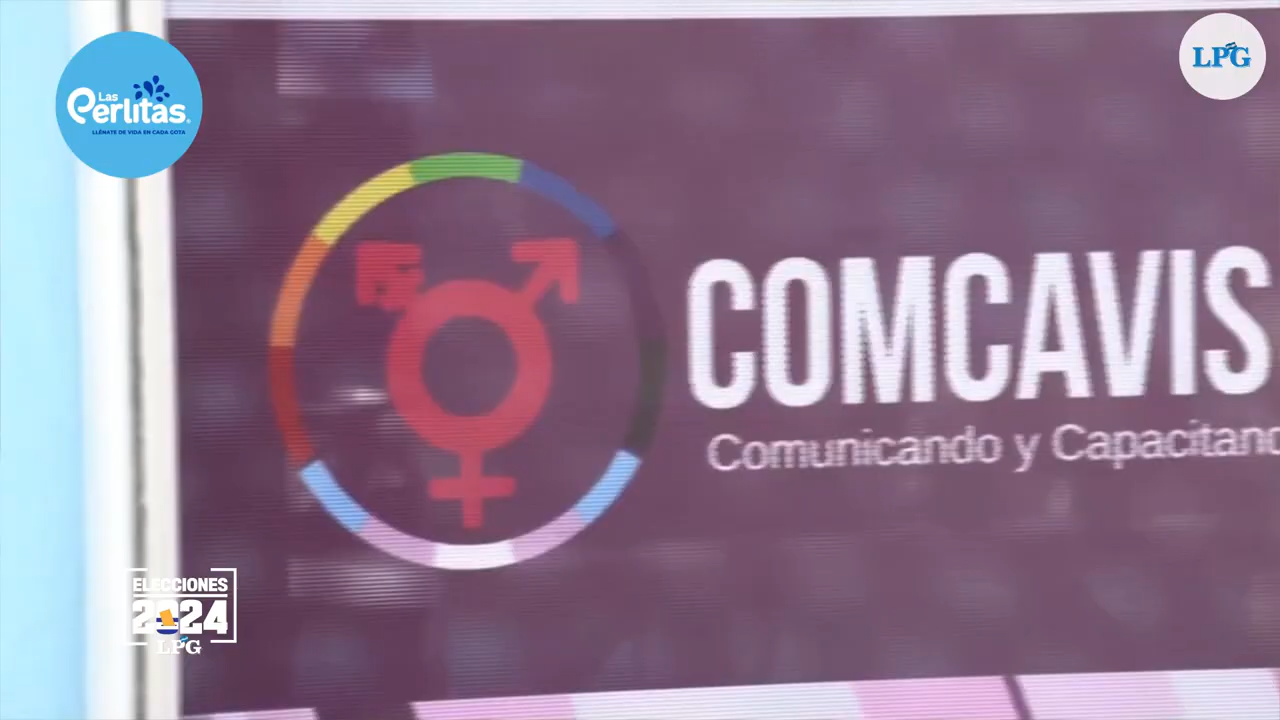 Las
Perlitas®
LLÉNATE DE VIDA EN CADA GOTA
LPG
COMCAVIS
Comunicando y Capacitand
ELECCIONES
2024
LPG